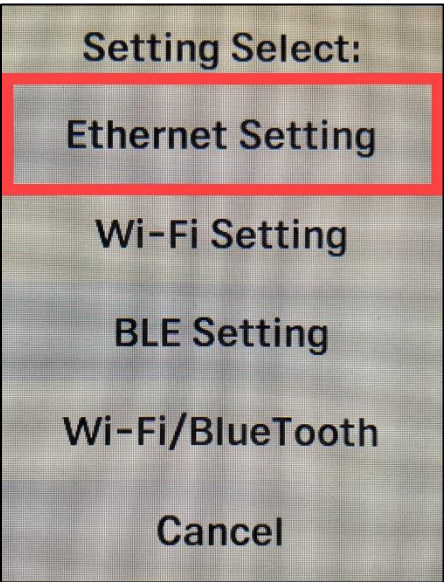 Setting Select:
Ethernet Setting
Wi-Fi Setting
BLE Setting
Wi-Fi/BlueTooth
Cancel